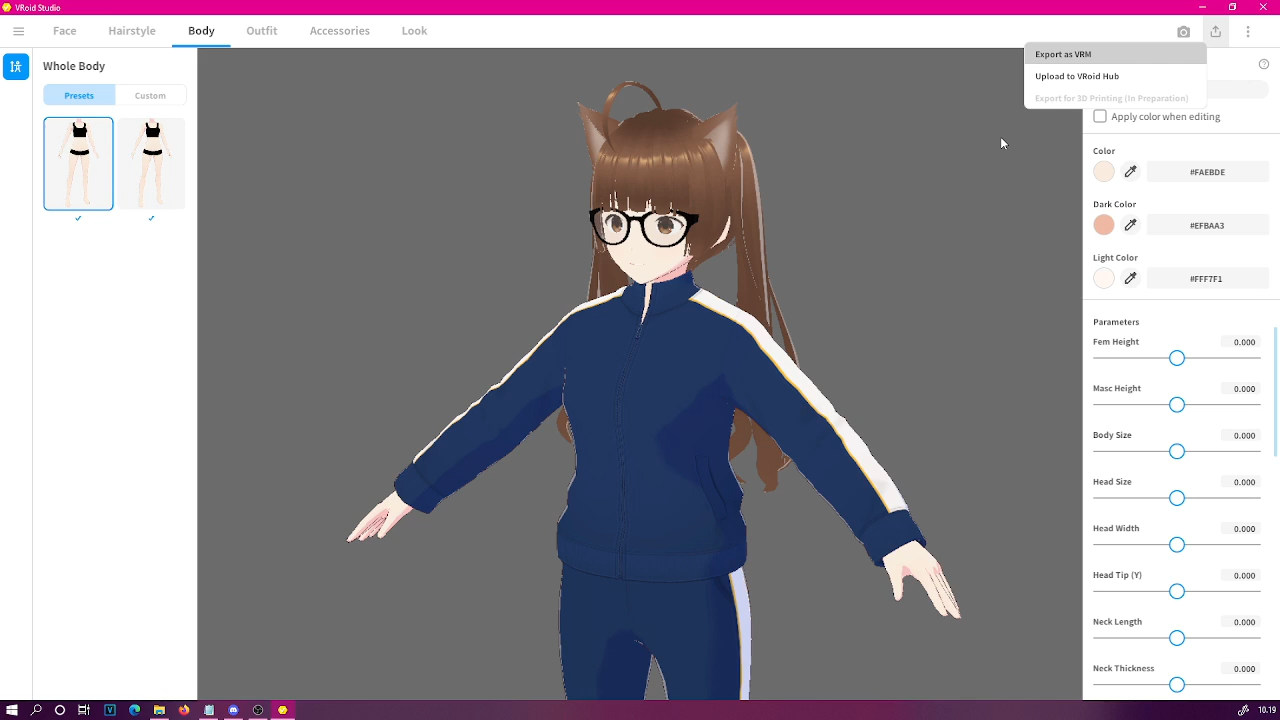 VRoid Studio
Face
Hairstyle
Body
Outfit
Accessories
Look
Whole Body
Presets
Custom
Export as VRM
Upload to VRoid Hub
Export for 3D Printing (In Preparation)
Apply color when editing
Color
#FAEBDE
Dark Color
#EFBAA3
Light Color
#FFF7F1
Parameters
Fem Height 0.000
Masc Height 0.000
Body Size 0.000
Head Size 0.000
Head Width 0.000
Head Tip (Y) 0.000
Neck Length 0.000
Neck Thickness 0.000
10.19